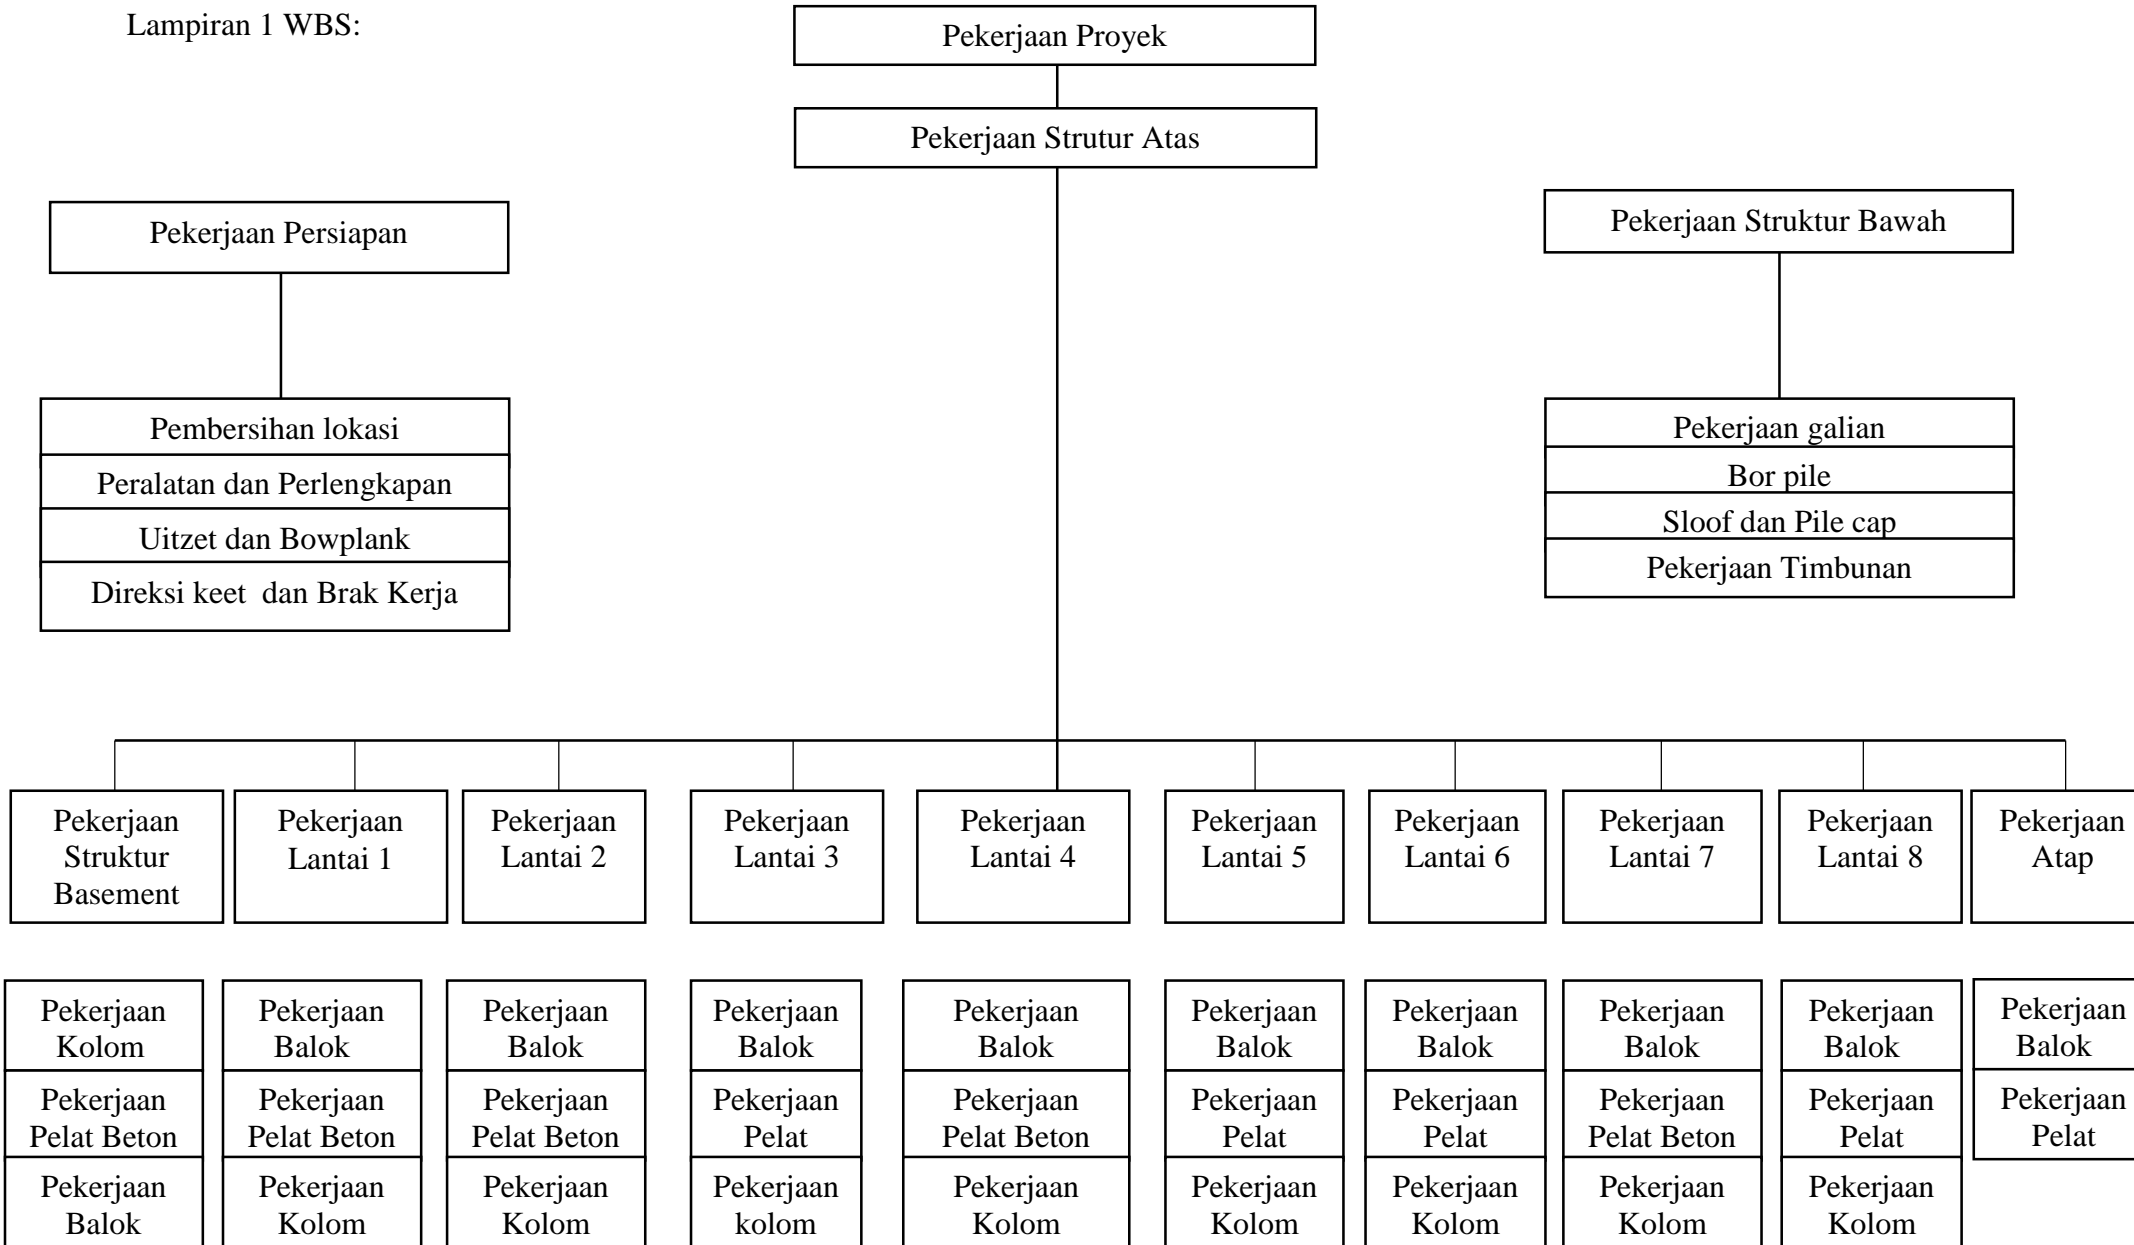 Lampiran 1 WBS:
Pekerjaan Proyek
Pekerjaan Strutur Atas
Pekerjaan Persiapan
Pekerjaan Struktur Bawah
Pembersihan lokasi
Peralatan dan Perlengkapan
Uitzet dan Bowplank
Direksi keet dan Brak Kerja
Pekerjaan galian
Bor pile
Sloof dan Pile cap
Pekerjaan Timbunan
Pekerjaan
Struktur
Basement
Pekerjaan
Lantai 1
Pekerjaan
Lantai 2
Pekerjaan
Lantai 3
Pekerjaan
Lantai 4
Pekerjaan
Lantai 5
Pekerjaan
Lantai 6
Pekerjaan
Lantai 7
Pekerjaan
Lantai 8
Pekerjaan
Atap
Pekerjaan
Kolom
Pekerjaan
Pelat Beton
Pekerjaan
Balok
Pekerjaan
Balok
Pekerjaan
Pelat Beton
Pekerjaan
Kolom
Pekerjaan
Balok
Pekerjaan
Pelat Beton
Pekerjaan
Kolom
Pekerjaan
Balok
Pekerjaan
Pelat
Pekerjaan
kolom
Pekerjaan
Balok
Pekerjaan
Pelat Beton
Pekerjaan
Kolom
Pekerjaan
Balok
Pekerjaan
Pelat
Pekerjaan
Kolom
Pekerjaan
Balok
Pekerjaan
Pelat
Pekerjaan
Kolom
Pekerjaan
Balok
Pekerjaan
Pelat Beton
Pekerjaan
Kolom
Pekerjaan
Balok
Pekerjaan
Pelat
Pekerjaan
Kolom
Pekerjaan
Balok
Pekerjaan
Pelat